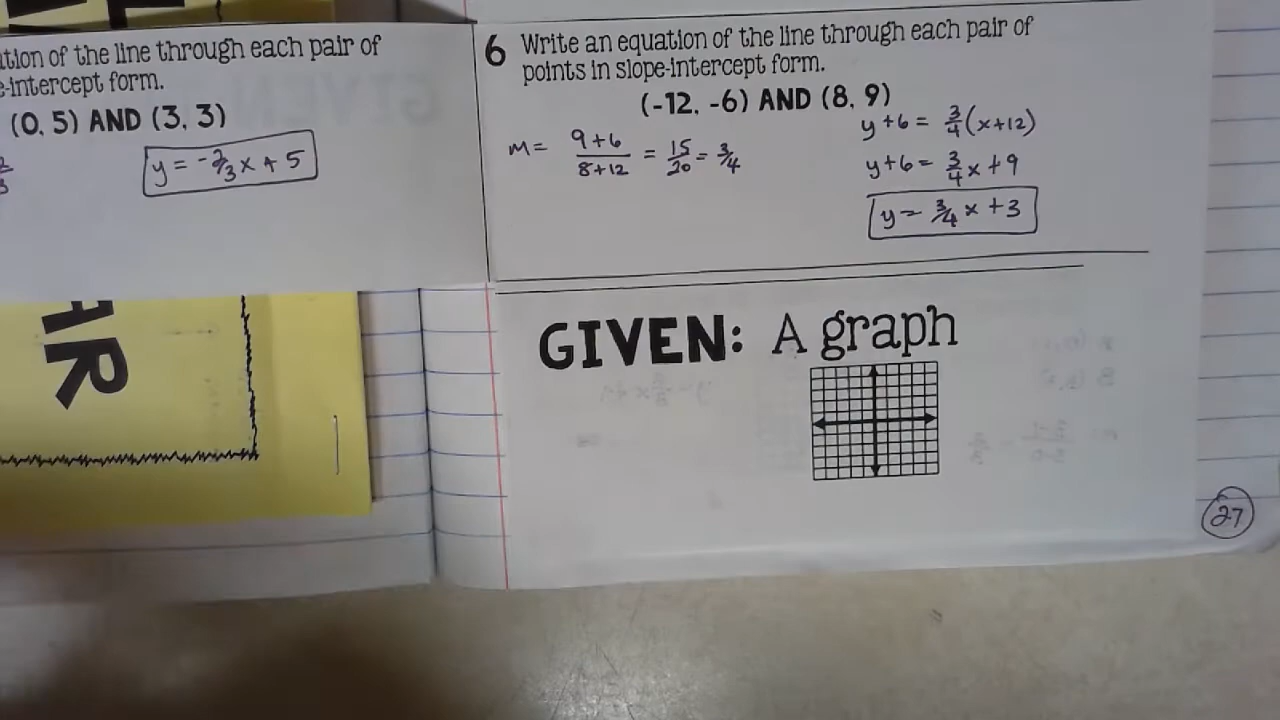 ation of the line through each pair of
e-intercept form.
(0, 5) AND (3, 3)
y = -2/3x + 5
6 Write an equation of the line through each pair of
points in slope-intercept form.
(-12, -6) AND (8, 9)
m = 9+6/8+12 = 15/20 = 3/4
y+6 = 3/4(x+12)
y+6 = 3/4x+9
y = 3/4x+3
GIVEN: A graph
AR
27